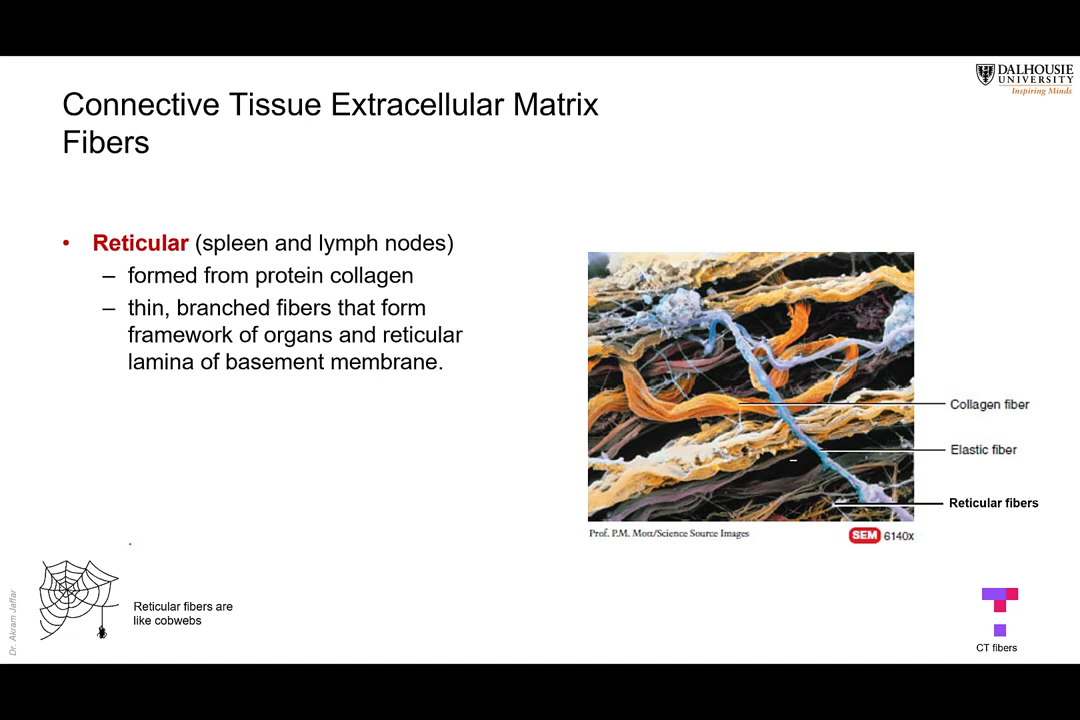 DALHOUSIE
UNIVERSITY
Inspiring Minds
Connective Tissue Extracellular Matrix
Fibers
• Reticular (spleen and lymph nodes)
– formed from protein collagen
– thin, branched fibers that form
framework of organs and reticular
lamina of basement membrane.
Collagen fiber
Elastic fiber
Reticular fibers
Prof. P.M. Motta/Science Source Images
SEM 6140x
Reticular fibers are
like cobwebs
Dr. Akram Jaffar
CT fibers